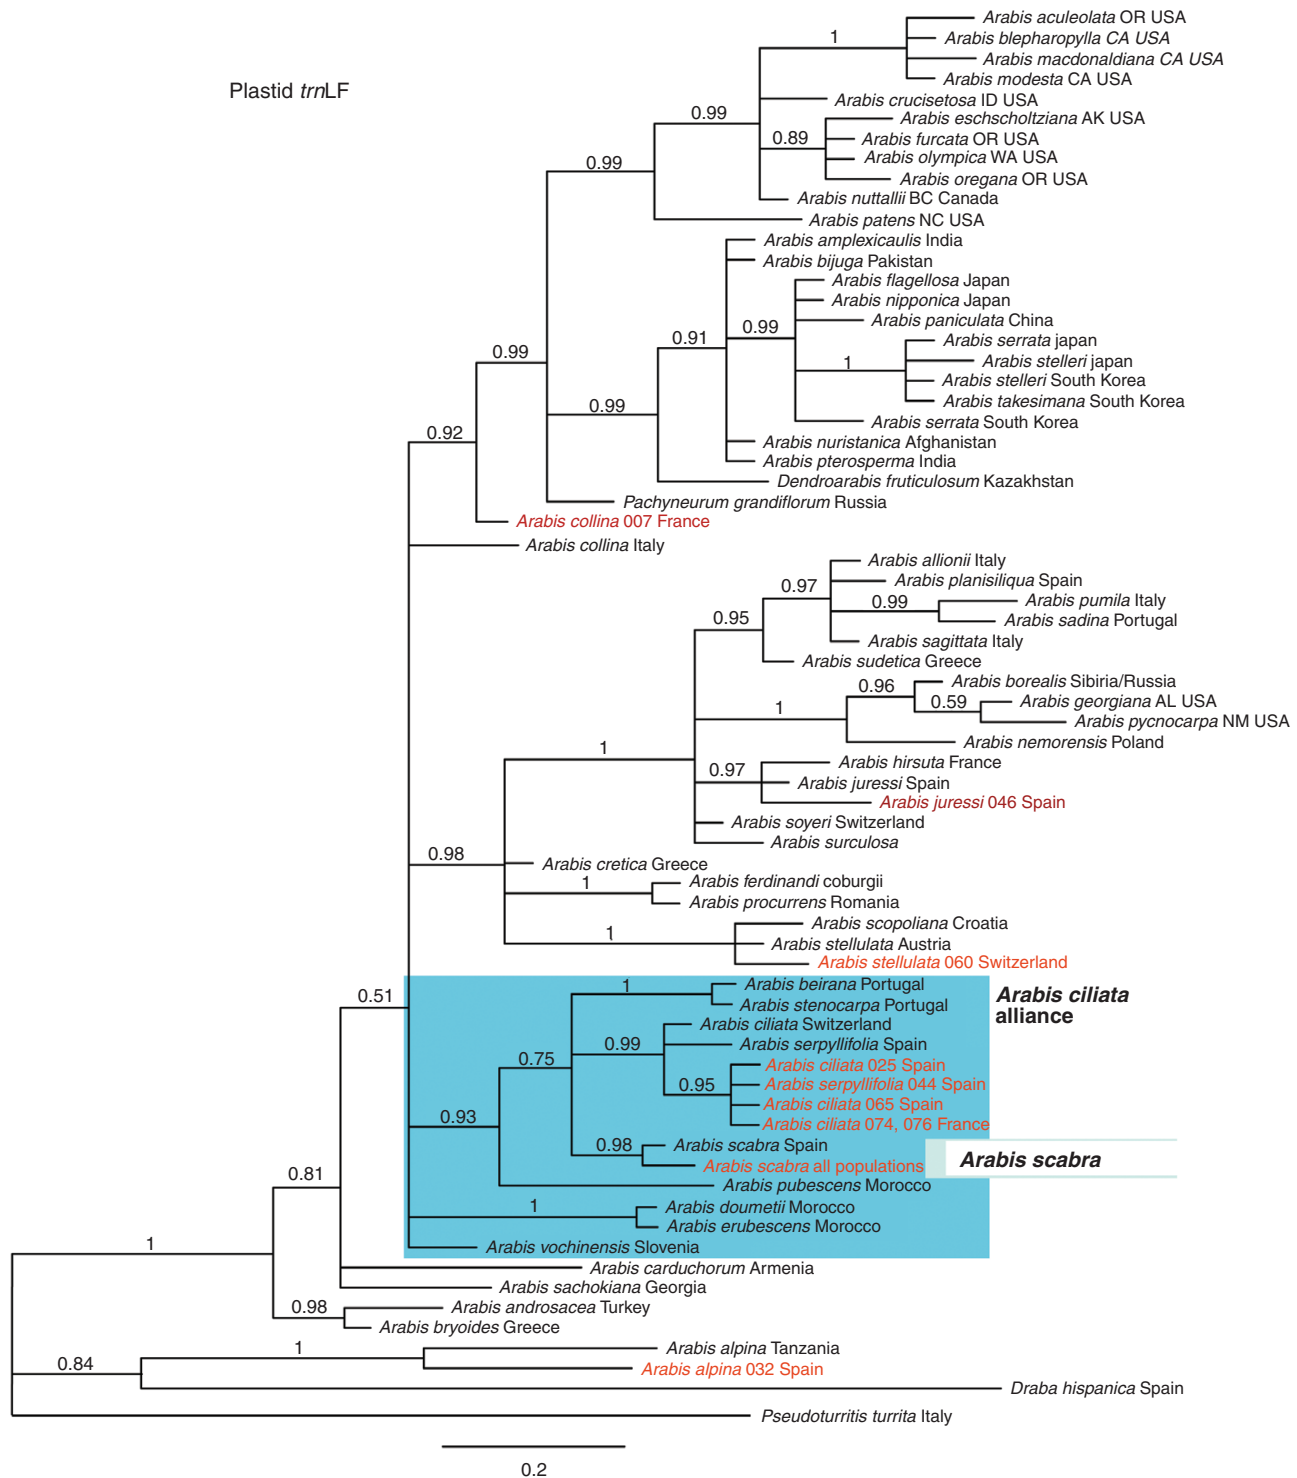 Arabis aculeolata OR USA
1
Arabis blepharopylla CA USA
Arabis macdonaldiana CA USA
Arabis modesta CA USA
Plastid trnLF
Arabis crucisetosa ID USA
0.99
Arabis eschscholtziana AK USA
0.89
Arabis furcata OR USA
Arabis olympica WA USA
0.99
Arabis oregana OR USA
Arabis nuttallii BC Canada
Arabis patens NC USA
Arabis amplexicaulis India
Arabis bijuga Pakistan
Arabis flagellosa Japan
Arabis nipponica Japan
Arabis paniculata China
0.99
0.91
Arabis serrata japan
0.99
1
Arabis stelleri japan
Arabis stelleri South Korea
0.99
Arabis takesimana South Korea
Arabis serrata South Korea
0.92
Arabis nuristanica Afghanistan
Arabis pterosperma India
Dendroarabis fruticulosum Kazakhstan
Pachyneurum grandiflorum Russia
Arabis collina 007 France
Arabis collina Italy
Arabis allionii Italy
0.97
Arabis planisiliqua Spain
0.99
Arabis pumila Italy
0.95
Arabis sadina Portugal
Arabis sagittata Italy
Arabis sudetica Greece
0.96
Arabis borealis Sibiria/Russia
0.59
Arabis georgiana AL USA
1
Arabis pycnocarpa NM USA
Arabis nemorensis Poland
1
Arabis hirsuta France
0.97
Arabis juressi Spain
Arabis juressi 046 Spain
Arabis soyeri Switzerland
Arabis surculosa
0.98
Arabis cretica Greece
1
Arabis ferdinandi coburgii
Arabis procurrens Romania
Arabis scopoliana Croatia
1
Arabis stellulata Austria
Arabis stellulata 060 Switzerland
0.51
1
Arabis beirana Portugal
Arabis ciliata
alliance
Arabis stenocarpa Portugal
Arabis ciliata Switzerland
0.99
Arabis serpyllifolia Spain
0.75
Arabis ciliata 025 Spain
0.95
Arabis serpyllifolia 044 Spain
Arabis ciliata 065 Spain
0.93
Arabis ciliata 074, 076 France
0.98
Arabis scabra Spain
Arabis scabra all populations
Arabis scabra
0.81
Arabis pubescens Morocco
1
Arabis doumetii Morocco
Arabis erubescens Morocco
1
Arabis vochinensis Slovenia
Arabis carduchorum Armenia
Arabis sachokiana Georgia
0.98
Arabis androsacea Turkey
Arabis bryoides Greece
1
Arabis alpina Tanzania
0.84
Arabis alpina 032 Spain
Draba hispanica Spain
Pseudoturritis turrita Italy
0.2